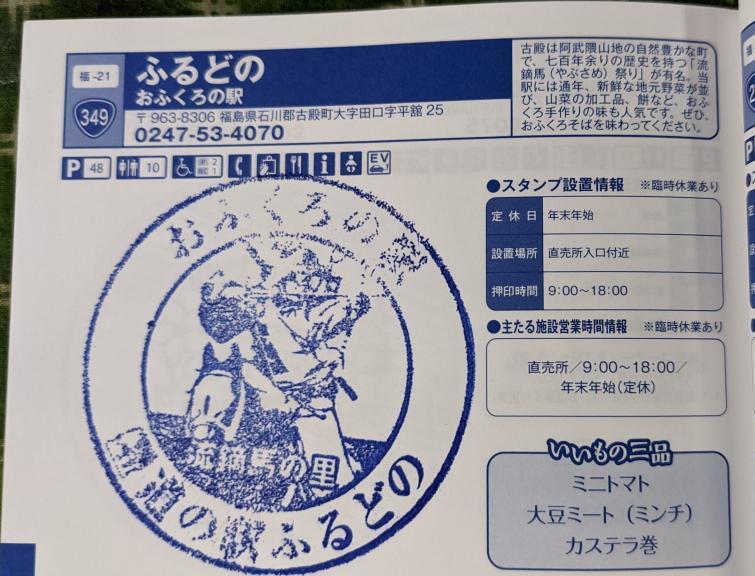 福-21
349
ふるどの
おふくろの駅
〒963-8306 福島県石川郡古殿町大字田口字平舘 25
0247-53-4070
古殿は阿武隈山地の自然豊かな町
で、七百年余りの歴史を持つ「流
鏑馬(やぶさめ)祭り」が有名。当
駅には通年、新鮮な地元野菜が並
び、山菜の加工品、餅など、おふ
くろ手作りの味も人気です。ぜひ、
おふくろそばを味わってください。
P 48 10 EV
おふくろの駅
流鏑馬の里
道の駅ふるどの
●スタンプ設置情報 ※臨時休業あり
定休日 年末年始
設置場所 直売所入口付近
押印時間 9:00〜18:00
●主たる施設営業時間情報 ※臨時休業あり
直売所/9:00〜18:00/
年末年始(定休)
いいもの三品
ミニトマト
大豆ミート(ミンチ)
カステラ巻